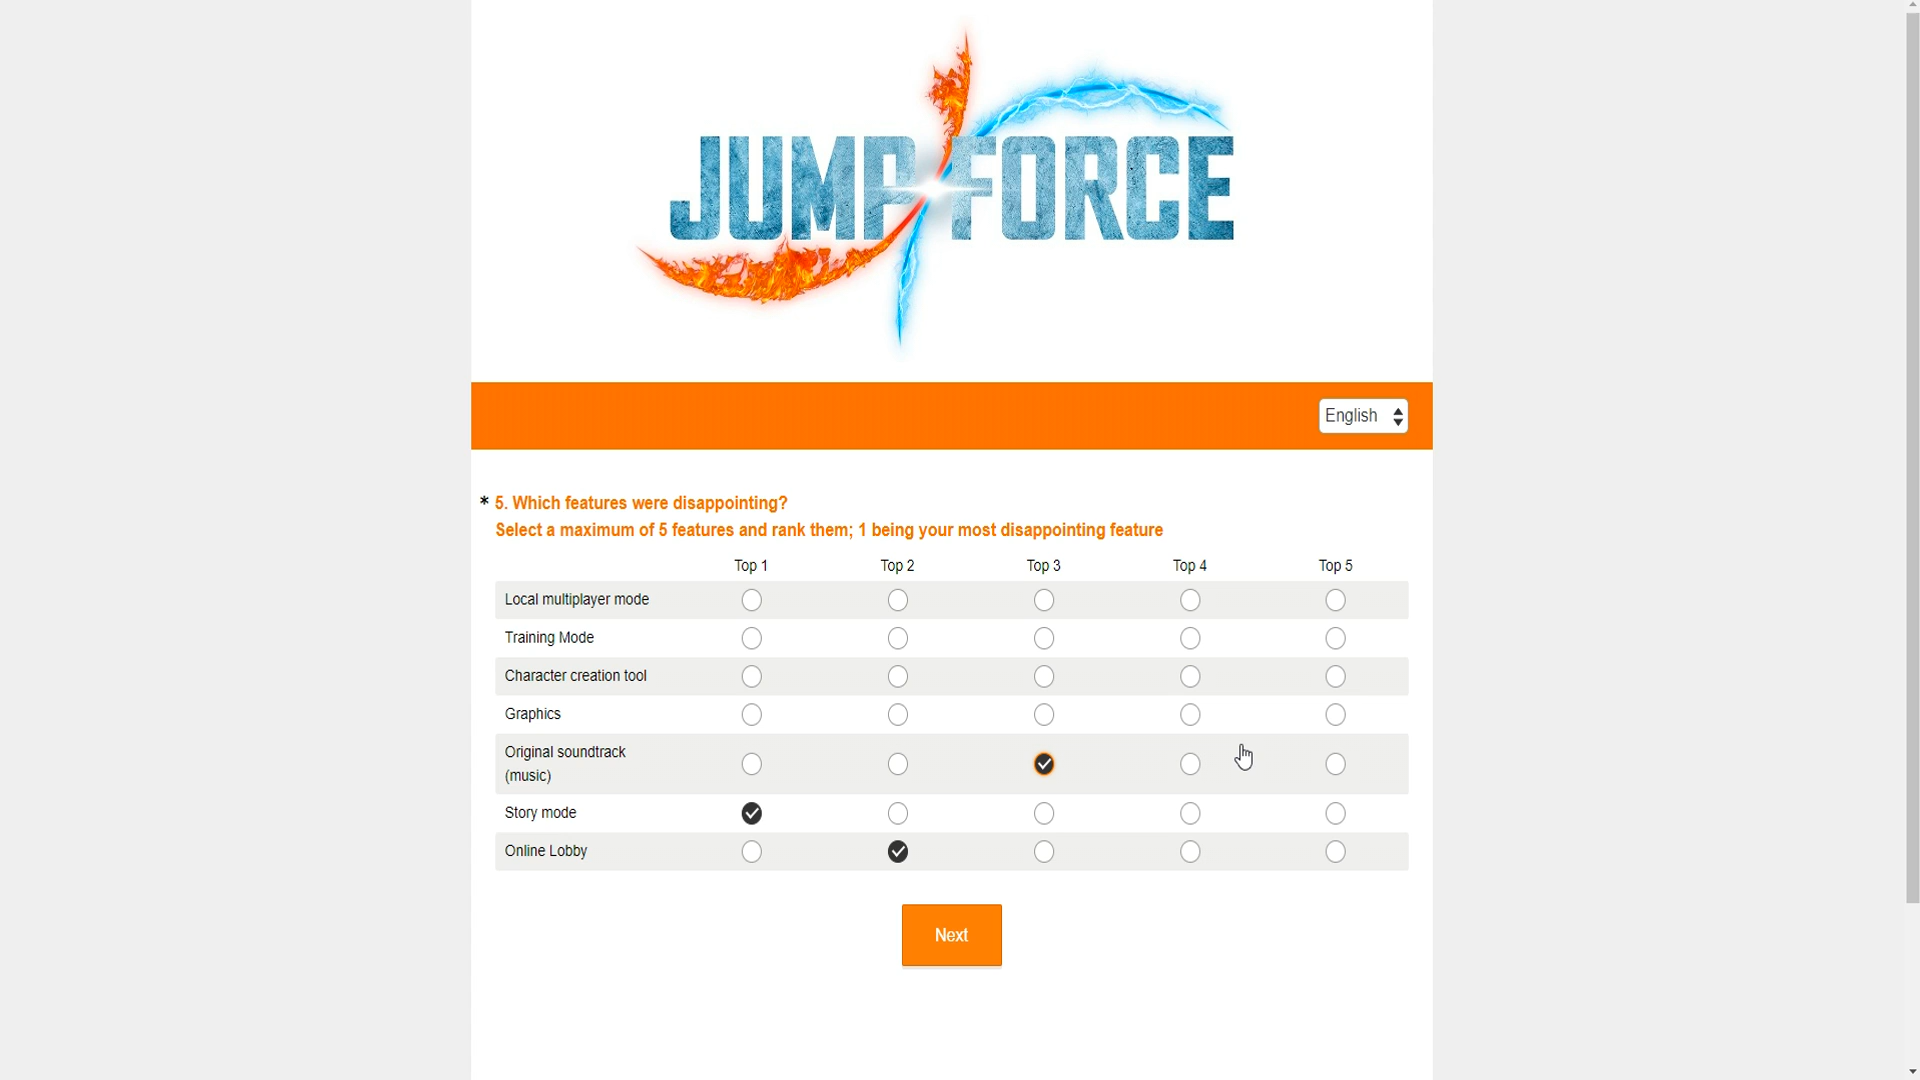 JUMP FORCE
English
* 5. Which features were disappointing?
Select a maximum of 5 features and rank them; 1 being your most disappointing feature
Top 1 Top 2 Top 3 Top 4 Top 5
Local multiplayer mode
Training Mode
Character creation tool
Graphics
Original soundtrack
(music)
Story mode
Online Lobby
Next